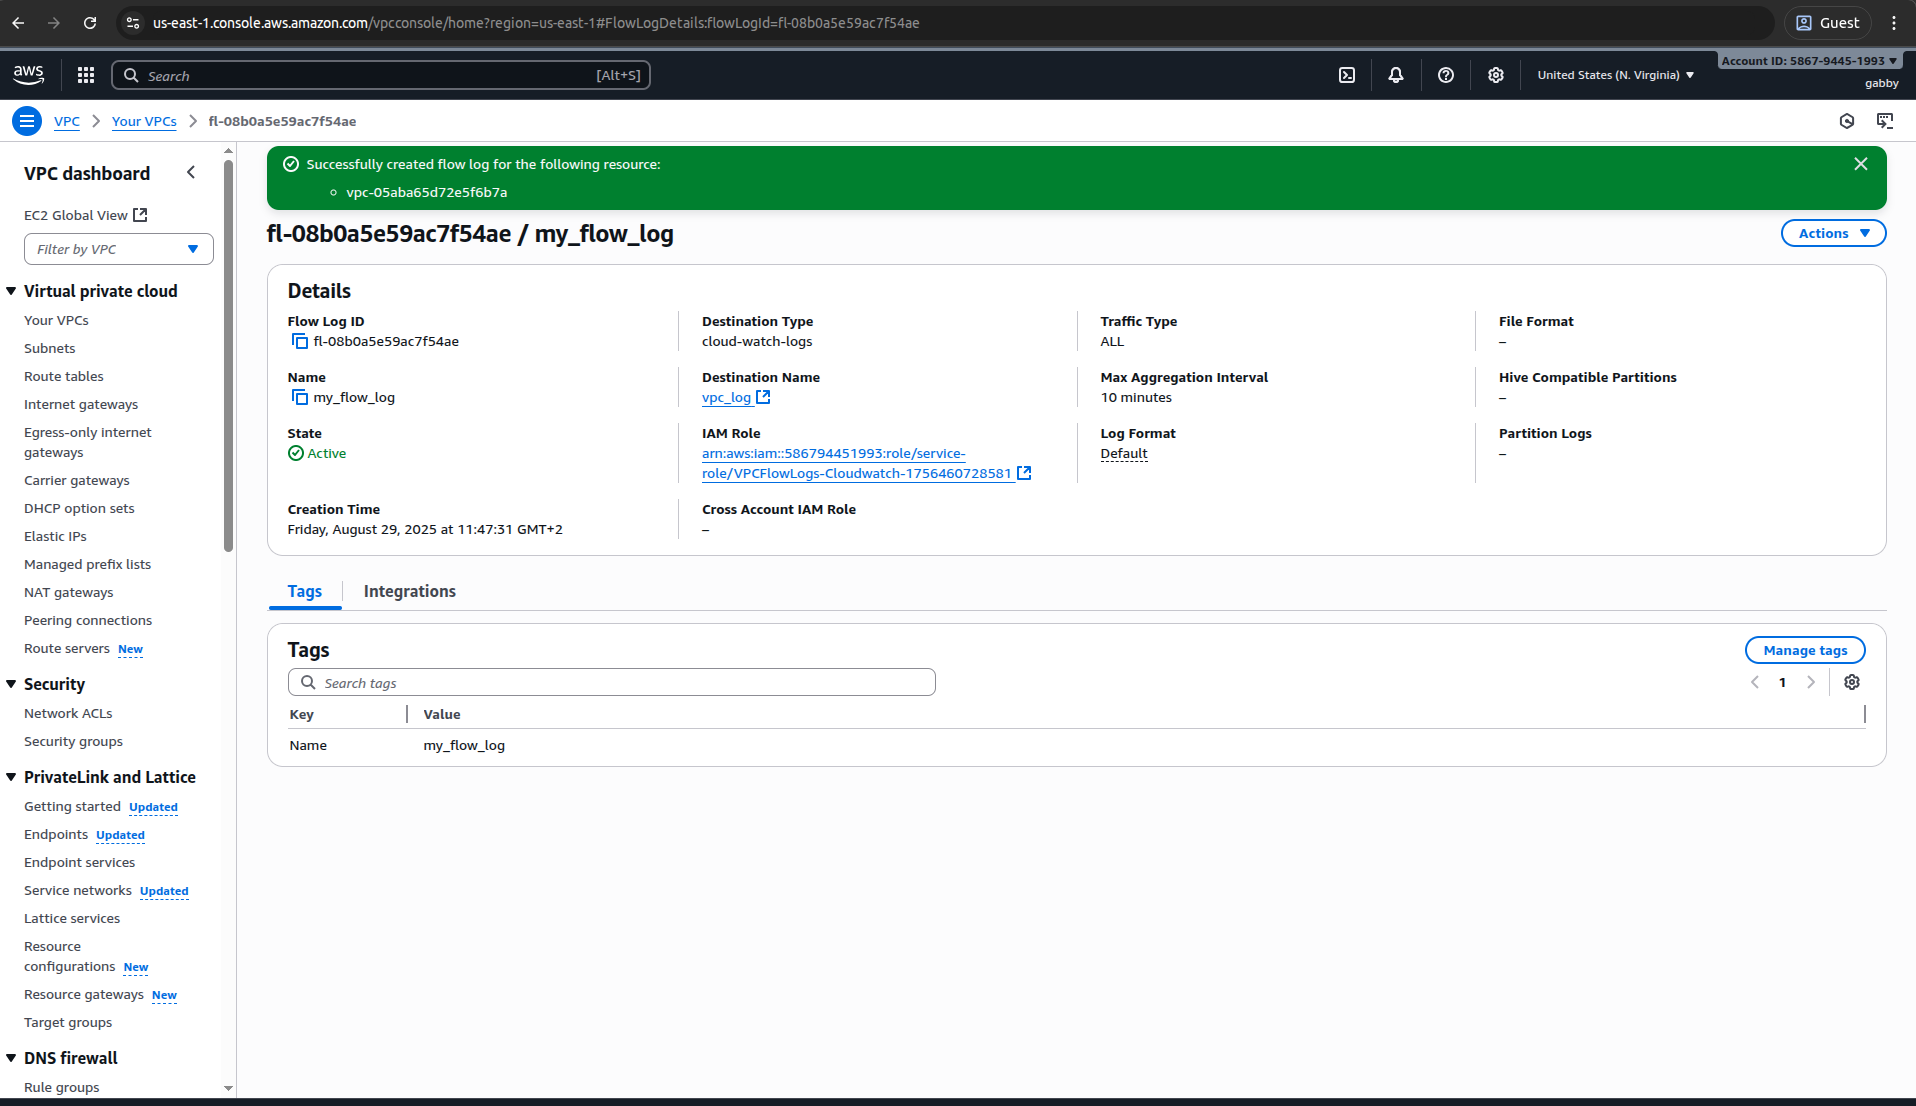 us-east-1.console.aws.amazon.com/vpcconsole/home?region=us-east-1#FlowLogDetails:flowLogId=fl-08b0a5e59ac7f54ae
Guest
aws
Search
[Alt+S]
United States (N. Virginia)
Account ID: 5867-9445-1993
gabby
VPC
Your VPCs
fl-08b0a5e59ac7f54ae
VPC dashboard
EC2 Global View
Filter by VPC
Virtual private cloud
Your VPCs
Subnets
Route tables
Internet gateways
Egress-only internet
gateways
Carrier gateways
DHCP option sets
Elastic IPs
Managed prefix lists
NAT gateways
Peering connections
Route servers New
Security
Network ACLs
Security groups
PrivateLink and Lattice
Getting started Updated
Endpoints Updated
Endpoint services
Service networks Updated
Lattice services
Resource
configurations New
Resource gateways New
Target groups
DNS firewall
Rule groups
Successfully created flow log for the following resource:
vpc-05aba65d72e5f6b7a
fl-08b0a5e59ac7f54ae / my_flow_log
Actions
Details
Flow Log ID
fl-08b0a5e59ac7f54ae
Destination Type
cloud-watch-logs
Traffic Type
ALL
File Format
–
Name
my_flow_log
Destination Name
vpc_log
Max Aggregation Interval
10 minutes
Hive Compatible Partitions
–
State
Active
IAM Role
arn:aws:iam::586794451993:role/service-
role/VPCFlowLogs-Cloudwatch-1756460728581
Log Format
Default
Partition Logs
–
Creation Time
Friday, August 29, 2025 at 11:47:31 GMT+2
Cross Account IAM Role
–
Tags
Integrations
Tags
Manage tags
Search tags
1
Key Value
Name my_flow_log